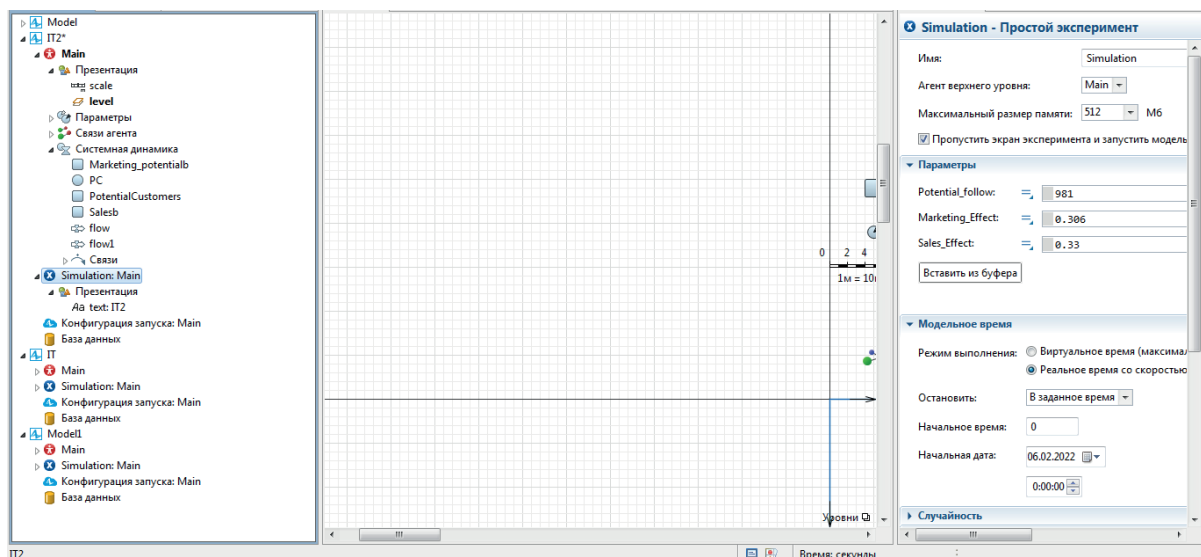 Model
IT2*
Main
Презентация
scale
level
Параметры
Связи агента
Системная динамика
Marketing_potentialb
PC
PotentialCustomers
Salesb
flow
flow1
Связи
Simulation: Main
Презентация
Aa text: IT2
Конфигурация запуска: Main
База данных
IT
Main
Simulation: Main
Конфигурация запуска: Main
База данных
Model1
Main
Simulation: Main
Конфигурация запуска: Main
База данных
0 2 4
1м = 10
Уровни
Simulation - Простой эксперимент
Имя: Simulation
Агент верхнего уровня: Main
Максимальный размер памяти: 512 Мб
Пропустить экран эксперимента и запустить модель
Параметры
Potential_follow: 981
Marketing_Effect: 0.306
Sales_Effect: 0.33
Вставить из буфера
Модельное время
Режим выполнения: Виртуальное время (максимал
Реальное время со скоростью
Остановить: В заданное время
Начальное время: 0
Начальная дата: 06.02.2022
0:00:00
Случайность
IT2
Время: секунды